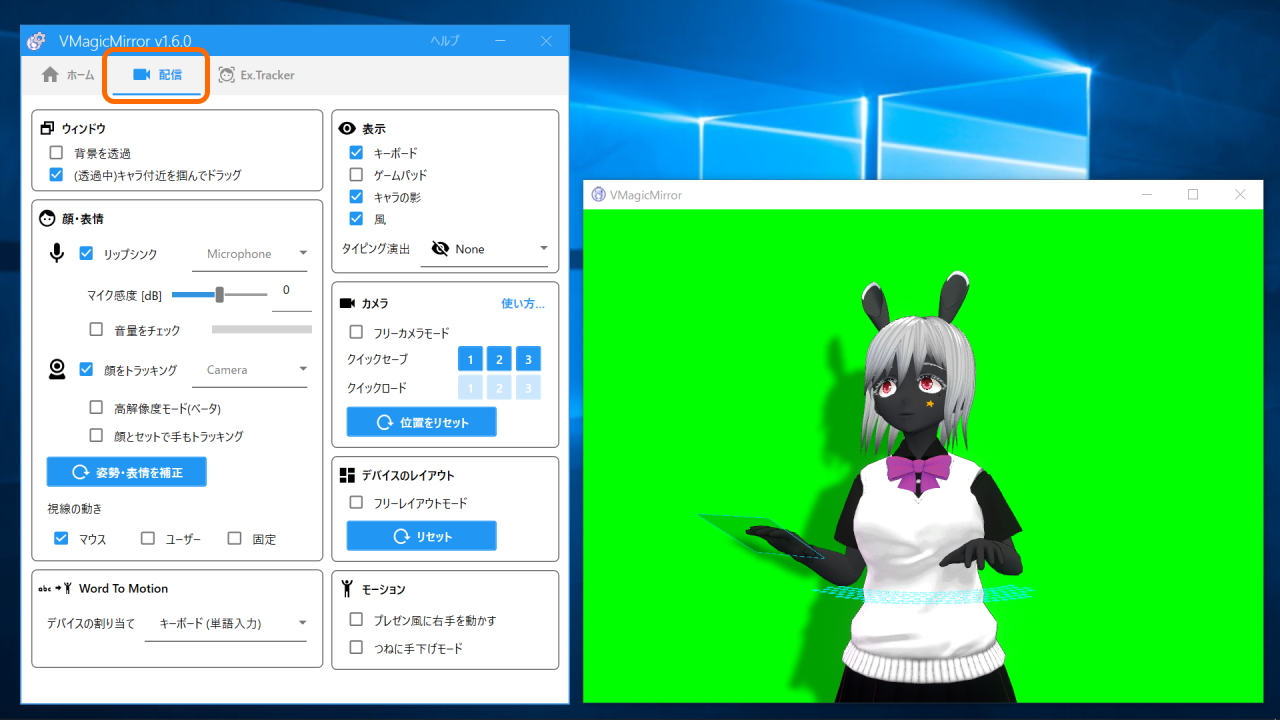 VMagicMirror v1.6.0
ヘルプ
ホーム
配信
Ex.Tracker
ウィンドウ
背景を透過
(透過中)キャラ付近を掴んでドラッグ
顔・表情
リップシンク
Microphone
マイク感度 [dB]
0
音量をチェック
顔をトラッキング
Camera
高解像度モード(ベータ)
顔とセットで手もトラッキング
姿勢・表情を補正
視線の動き
マウス
ユーザー
固定
abc
Word To Motion
デバイスの割り当て
キーボード (単語入力)
表示
キーボード
ゲームパッド
キャラの影
風
タイピング演出
None
カメラ
使い方...
フリーカメラモード
クイックセーブ
1 2 3
クイックロード
1 2 3
位置をリセット
デバイスのレイアウト
フリーレイアウトモード
リセット
モーション
プレゼン風に右手を動かす
つねに手下げモード
VMagicMirror